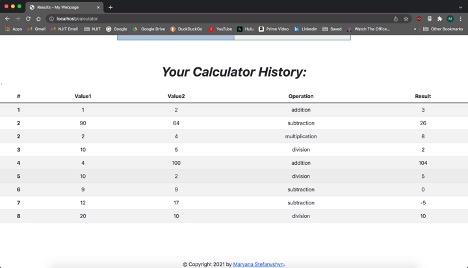 Results – My Webpage
localhost/calculator
Apps Gmail NJIT Gmail NJIT Google Google Drive DuckDuckGo YouTube Hulu Prime Video LinkedIn Saved Watch The Office... Other Bookmarks
Your Calculator History:
# Value1 Value2 Operation Result
1 1 2 addition 3
2 90 64 subtraction 26
2 2 4 multiplication 8
3 10 5 division 2
4 4 100 addition 104
5 10 2 division 5
6 9 9 subtraction 0
7 12 17 subtraction -5
8 20 10 division 10
© Copyright 2021 by Maryana Stefanyshyn.